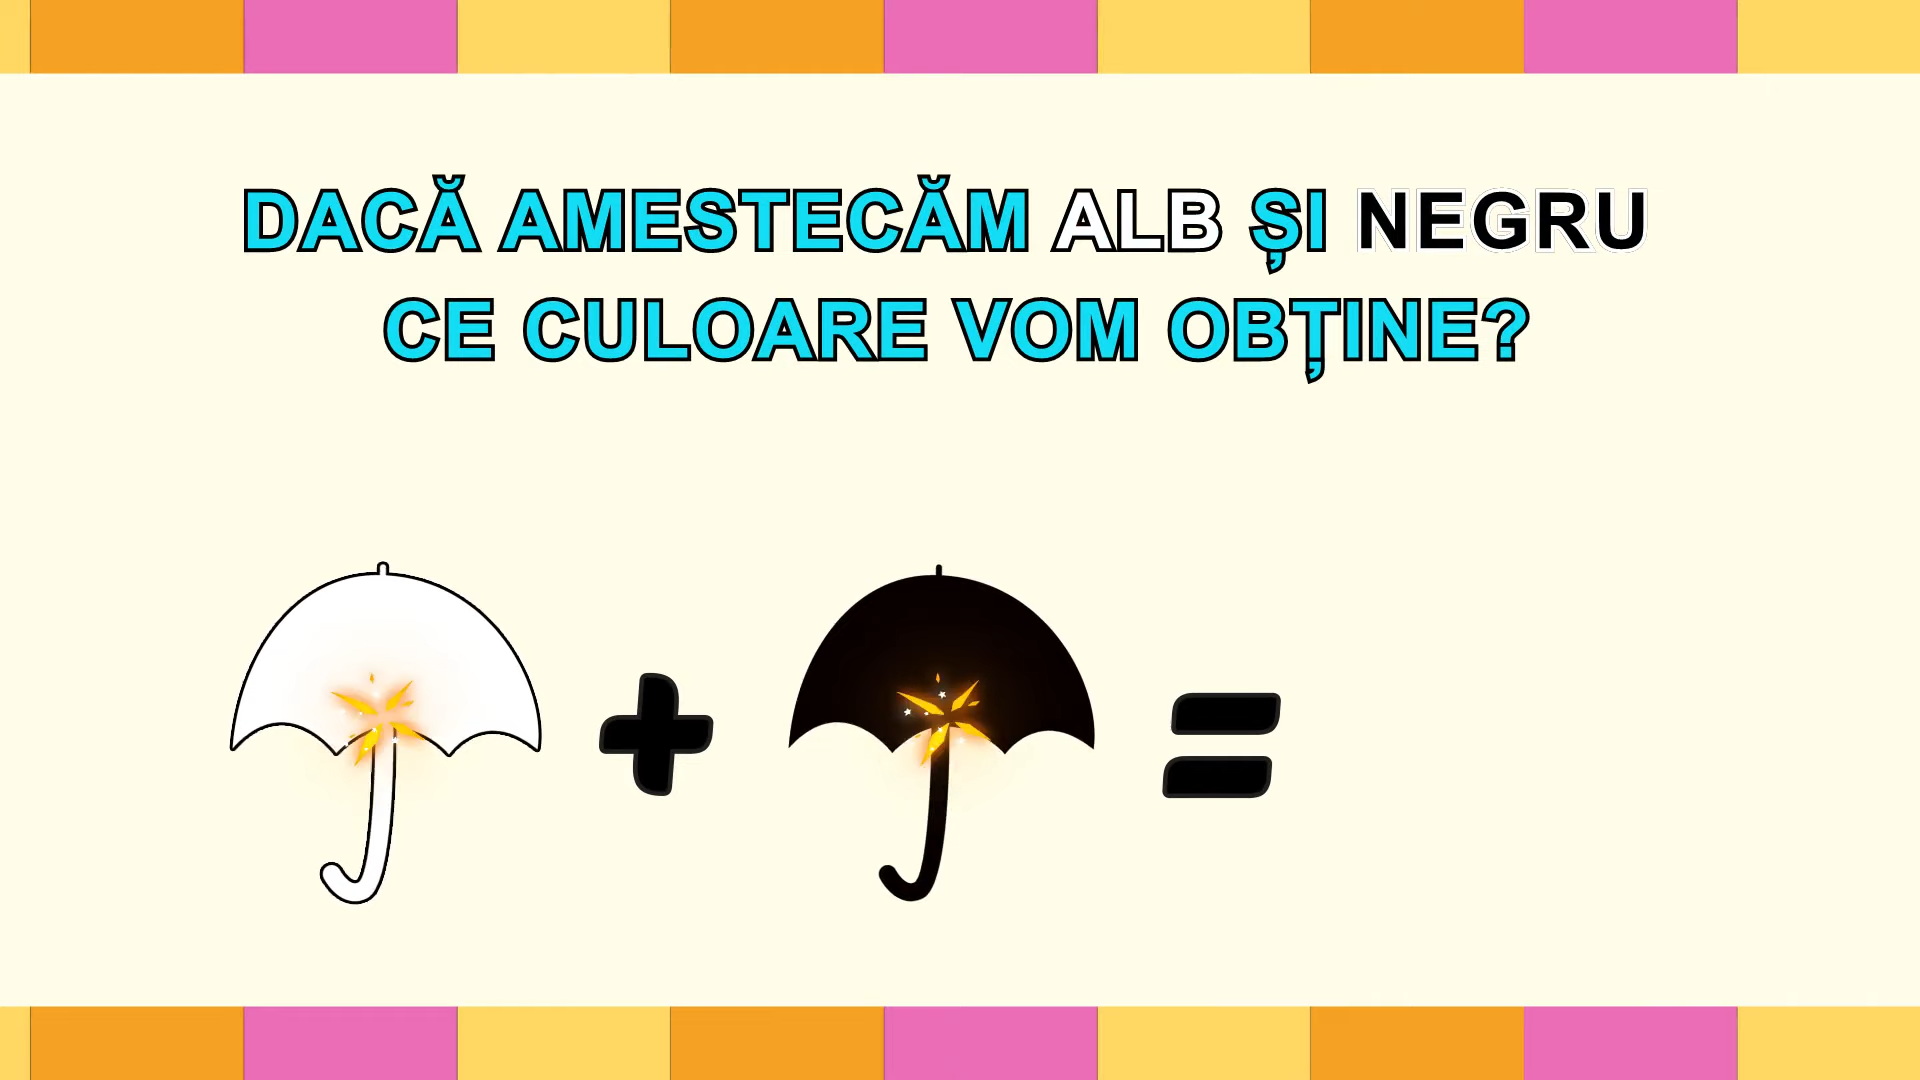 DACĂ AMESTECĂM ALB ȘI NEGRU
CE CULOARE VOM OBȚINE?
+ =